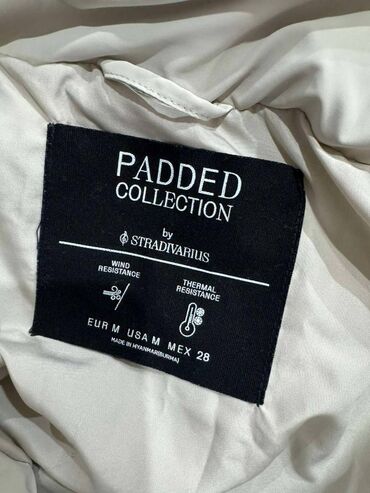 PADDED
COLLECTION
by
STRADIVARIUS
WIND
RESISTANCE
THERMAL
RESISTANCE
EUR M USA M MEX 28
MADE IN MYANMAR(BURMA)